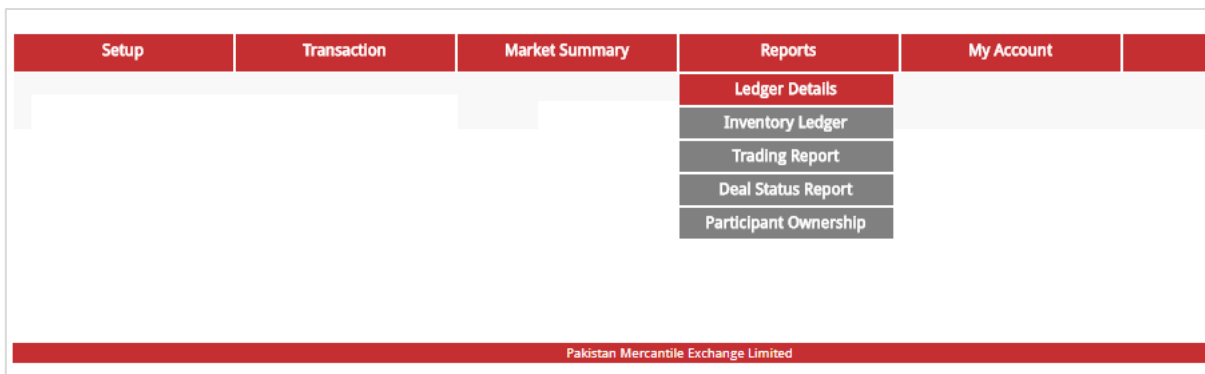 Setup Transaction Market Summary Reports My Account
Ledger Details
Inventory Ledger
Trading Report
Deal Status Report
Participant Ownership
Pakistan Mercantile Exchange Limited